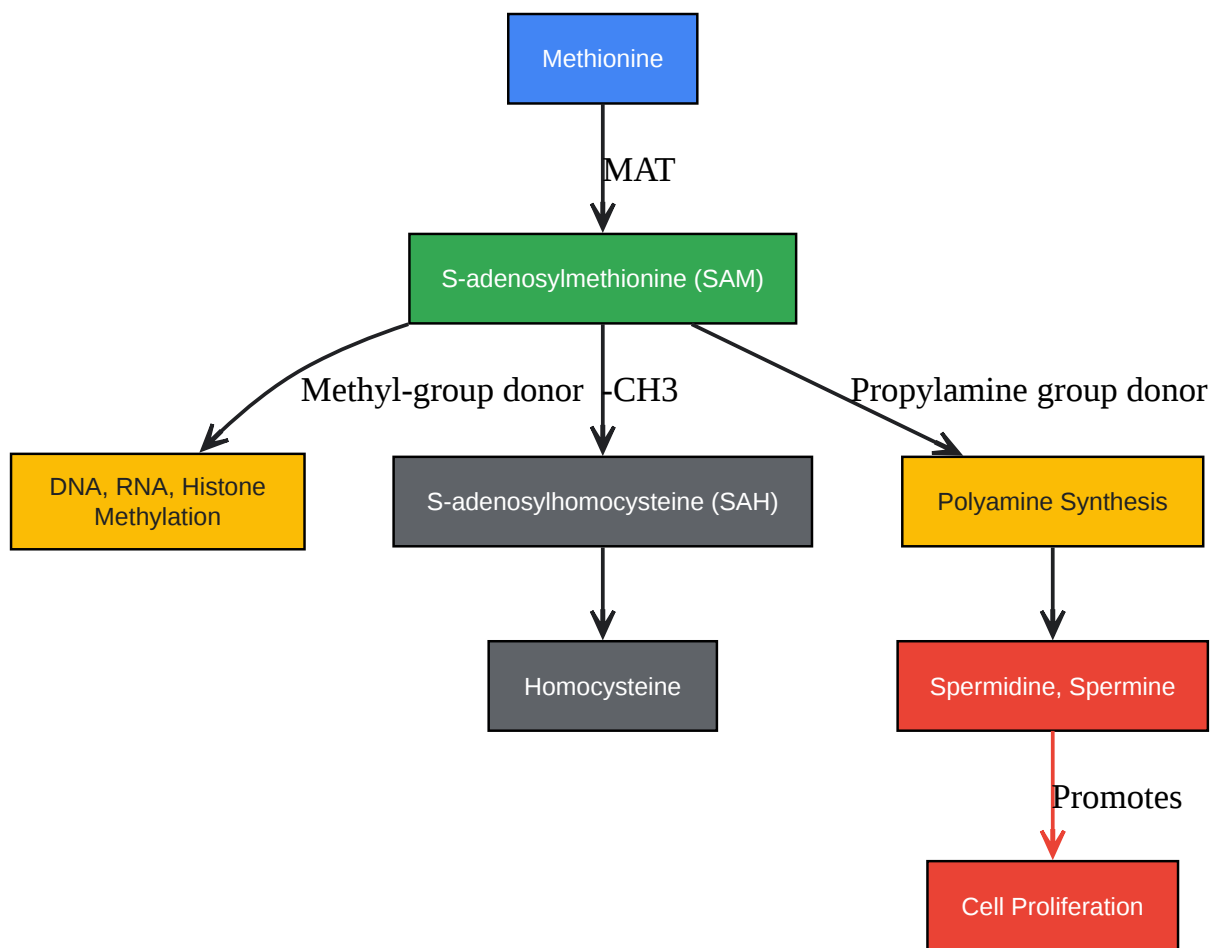 Methionine
MAT
S-adenosylmethionine (SAM)
Methyl-group donor
-CH3
Propylamine group donor
DNA, RNA, Histone
Methylation
S-adenosylhomocysteine (SAH)
Polyamine Synthesis
Homocysteine
Spermidine, Spermine
Promotes
Cell Proliferation